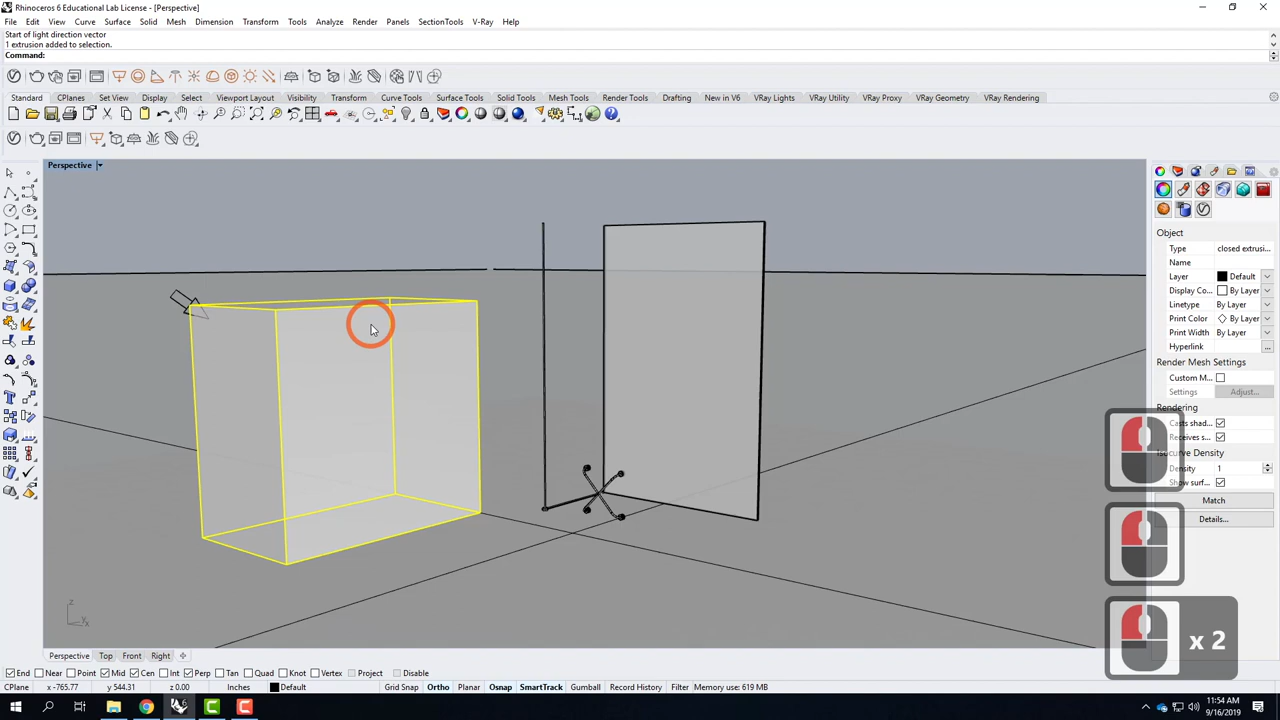 Rhinoceros 6 Educational Lab License - [Perspective]
File Edit View Curve Surface Solid Mesh Dimension Transform Tools Analyze Render Panels SectionTools V-Ray Help
Start of light direction vector
1 extrusion added to selection.
Command:
Standard CPlanes Set View Display Select Viewport Layout Visibility Transform Curve Tools Surface Tools Solid Tools Mesh Tools Render Tools Drafting New in V6 VRay Lights VRay Utility VRay Proxy VRay Geometry VRay Rendering
Perspective
Object
Type closed extrusi...
Name
Layer Default
Display Co... By Layer
Linetype By Layer
Print Color By Layer
Print Width By Layer
Hyperlink ...
Render Mesh Settings
Custom M...
Settings Adjust...
Rendering
Casts shad...
Receives s...
Isocurve Density
Density 1
Show surf...
Match
Details...
x 2
z
y
x
Perspective Top Front Right
End Near Point Mid Cen Int Perp Tan Quad Knot Vertex Project Disable
CPlane x -765.77 y 544.31 z 0.00 Inches Default Grid Snap Ortho Planar Osnap SmartTrack Gumball Record History Filter Memory use: 619 MB
11:54 AM
9/16/2019